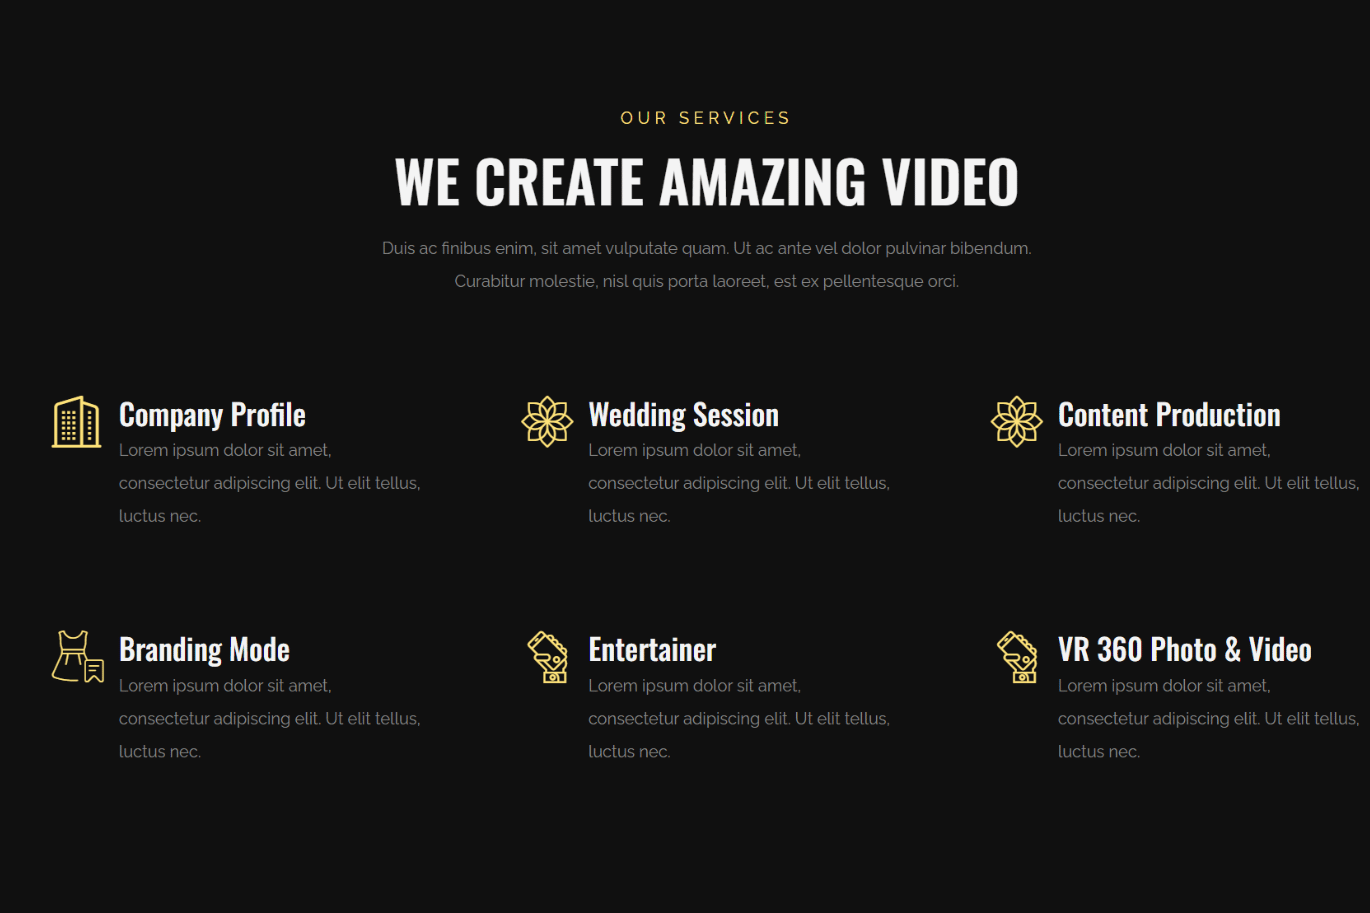 OUR SERVICES
WE CREATE AMAZING VIDEO
Duis ac finibus enim, sit amet vulputate quam. Ut ac ante vel dolor pulvinar bibendum.
Curabitur molestie, nisl quis porta laoreet, est ex pellentesque orci.
Company Profile
Lorem ipsum dolor sit amet,
consectetur adipiscing elit. Ut elit tellus,
luctus nec.
Wedding Session
Lorem ipsum dolor sit amet,
consectetur adipiscing elit. Ut elit tellus,
luctus nec.
Content Production
Lorem ipsum dolor sit amet,
consectetur adipiscing elit. Ut elit tellus,
luctus nec.
Branding Mode
Lorem ipsum dolor sit amet,
consectetur adipiscing elit. Ut elit tellus,
luctus nec.
Entertainer
Lorem ipsum dolor sit amet,
consectetur adipiscing elit. Ut elit tellus,
luctus nec.
VR 360 Photo & Video
Lorem ipsum dolor sit amet,
consectetur adipiscing elit. Ut elit tellus,
luctus nec.